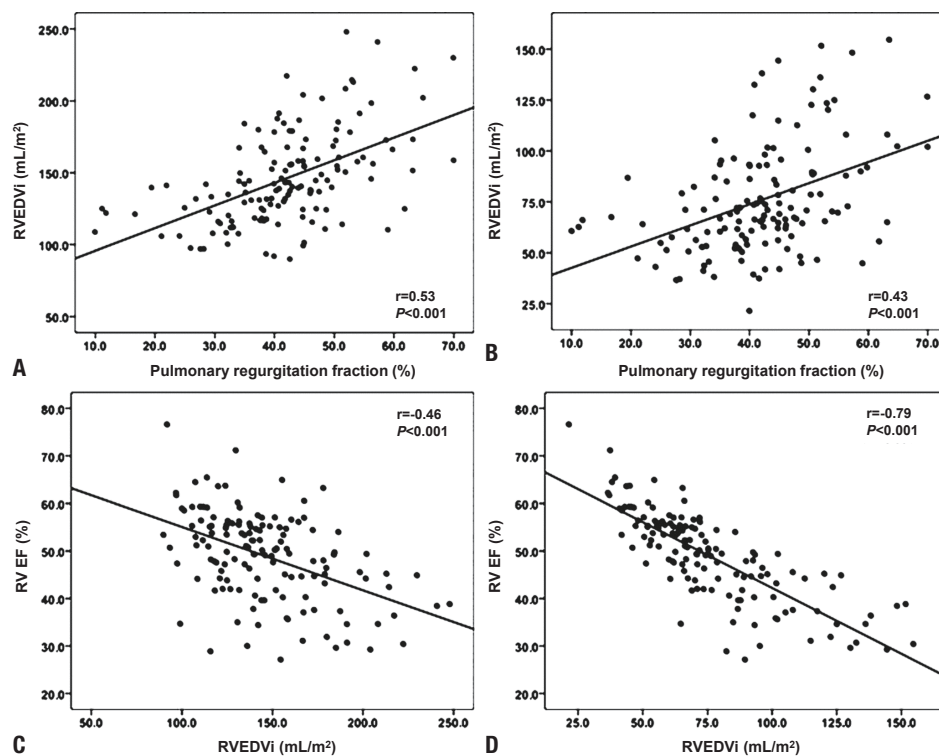 250.0
200.0
150.0
100.0
50.0
RVEDVi (mL/m²)
10.0 20.0 30.0 40.0 50.0 60.0 70.0
Pulmonary regurgitation fraction (%)
r=0.53
P<0.001
A
150.0
125.0
100.0
75.0
50.0
25.0
RVEDVi (mL/m²)
10.0 20.0 30.0 40.0 50.0 60.0 70.0
Pulmonary regurgitation fraction (%)
r=0.43
P<0.001
B
80.0
70.0
60.0
50.0
40.0
30.0
20.0
RV EF (%)
r=-0.46
P<0.001
50.0 100.0 150.0 200.0 250.0
RVEDVi (mL/m²)
C
80.0
70.0
60.0
50.0
40.0
30.0
20.0
RV EF (%)
r=-0.79
P<0.001
25.0 50.0 75.0 100.0 125.0 150.0
RVEDVi (mL/m²)
D